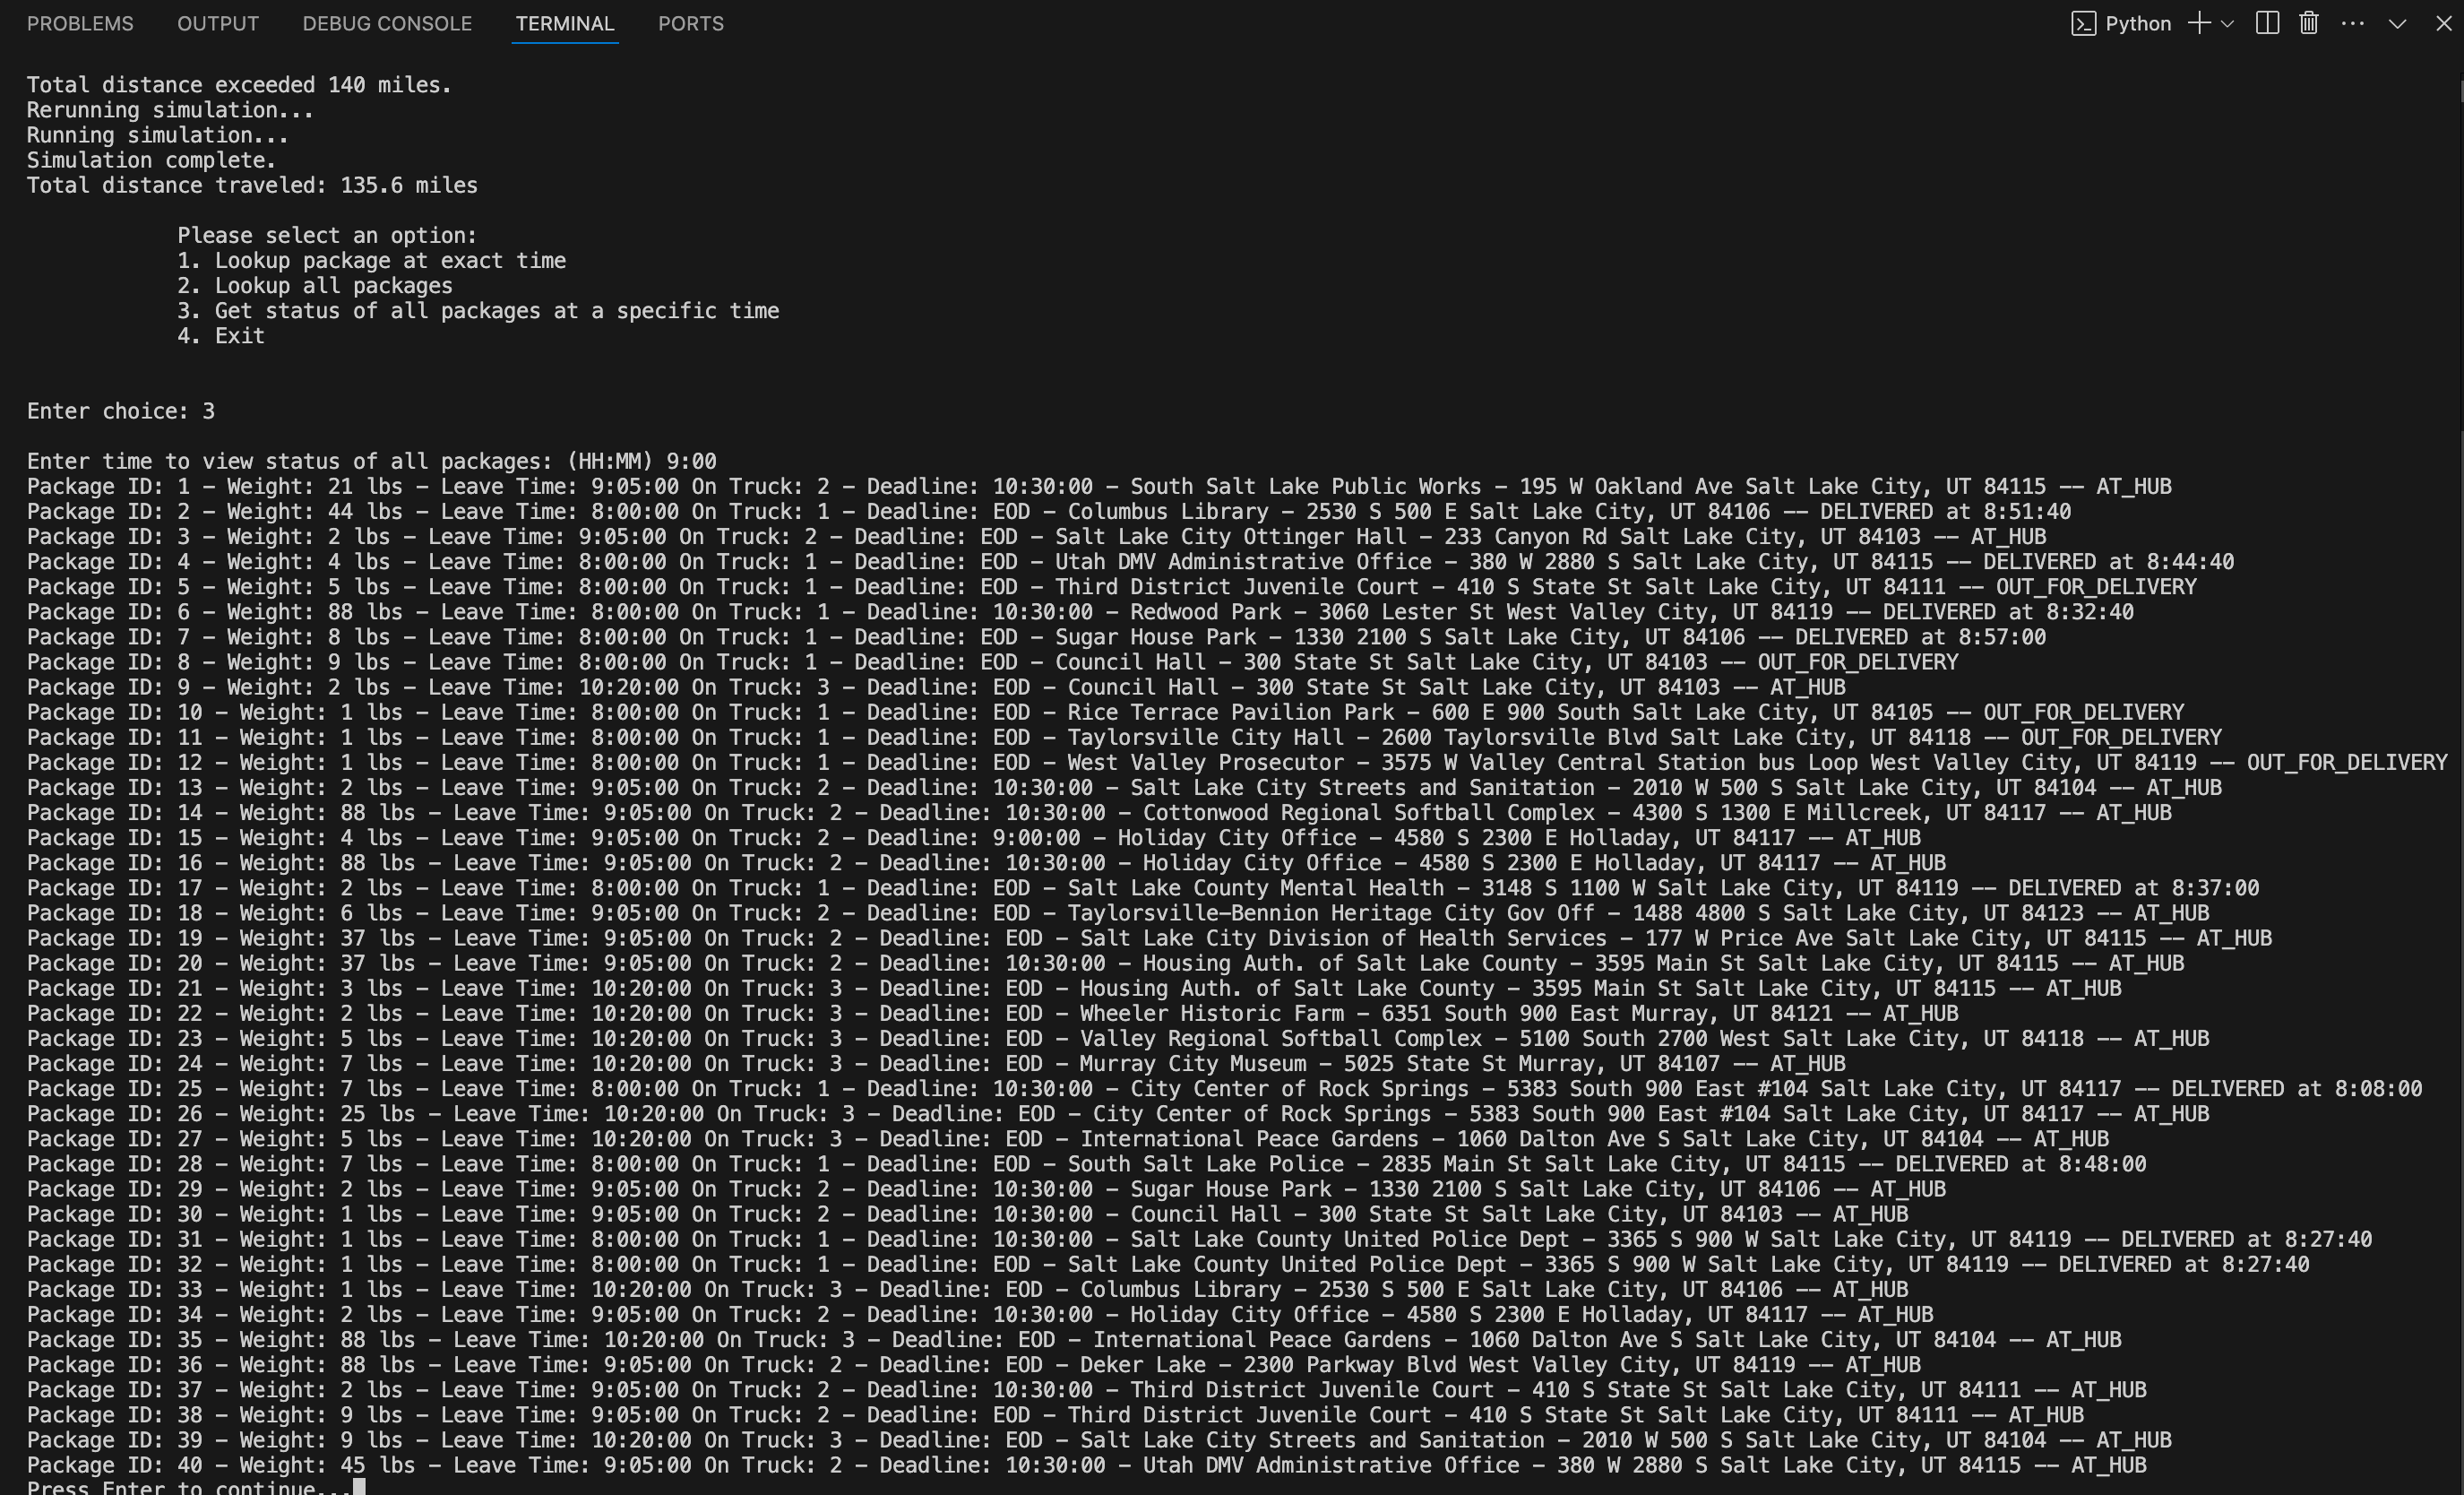 PROBLEMS OUTPUT DEBUG CONSOLE TERMINAL PORTS Python
Total distance exceeded 140 miles.
Rerunning simulation...
Running simulation...
Simulation complete.
Total distance traveled: 135.6 miles
Please select an option:
1. Lookup package at exact time
2. Lookup all packages
3. Get status of all packages at a specific time
4. Exit
Enter choice: 3
Enter time to view status of all packages: (HH:MM) 9:00
Package ID: 1 – Weight: 21 lbs – Leave Time: 9:05:00 On Truck: 2 – Deadline: 10:30:00 – South Salt Lake Public Works – 195 W Oakland Ave Salt Lake City, UT 84115 –– AT_HUB
Package ID: 2 – Weight: 44 lbs – Leave Time: 8:00:00 On Truck: 1 – Deadline: EOD – Columbus Library – 2530 S 500 E Salt Lake City, UT 84106 –– DELIVERED at 8:51:40
Package ID: 3 – Weight: 2 lbs – Leave Time: 9:05:00 On Truck: 2 – Deadline: EOD – Salt Lake City Ottinger Hall – 233 Canyon Rd Salt Lake City, UT 84103 –– AT_HUB
Package ID: 4 – Weight: 4 lbs – Leave Time: 8:00:00 On Truck: 1 – Deadline: EOD – Utah DMV Administrative Office – 380 W 2880 S Salt Lake City, UT 84115 –– DELIVERED at 8:44:40
Package ID: 5 – Weight: 5 lbs – Leave Time: 8:00:00 On Truck: 1 – Deadline: EOD – Third District Juvenile Court – 410 S State St Salt Lake City, UT 84111 –– OUT_FOR_DELIVERY
Package ID: 6 – Weight: 88 lbs – Leave Time: 8:00:00 On Truck: 1 – Deadline: 10:30:00 – Redwood Park – 3060 Lester St West Valley City, UT 84119 –– DELIVERED at 8:32:40
Package ID: 7 – Weight: 8 lbs – Leave Time: 8:00:00 On Truck: 1 – Deadline: EOD – Sugar House Park – 1330 2100 S Salt Lake City, UT 84106 –– DELIVERED at 8:57:00
Package ID: 8 – Weight: 9 lbs – Leave Time: 8:00:00 On Truck: 1 – Deadline: EOD – Council Hall – 300 State St Salt Lake City, UT 84103 –– OUT_FOR_DELIVERY
Package ID: 9 – Weight: 2 lbs – Leave Time: 10:20:00 On Truck: 3 – Deadline: EOD – Council Hall – 300 State St Salt Lake City, UT 84103 –– AT_HUB
Package ID: 10 – Weight: 1 lbs – Leave Time: 8:00:00 On Truck: 1 – Deadline: EOD – Rice Terrace Pavilion Park – 600 E 900 South Salt Lake City, UT 84105 –– OUT_FOR_DELIVERY
Package ID: 11 – Weight: 1 lbs – Leave Time: 8:00:00 On Truck: 1 – Deadline: EOD – Taylorsville City Hall – 2600 Taylorsville Blvd Salt Lake City, UT 84118 –– OUT_FOR_DELIVERY
Package ID: 12 – Weight: 1 lbs – Leave Time: 8:00:00 On Truck: 1 – Deadline: EOD – West Valley Prosecutor – 3575 W Valley Central Station bus Loop West Valley City, UT 84119 –– OUT_FOR_DELIVERY
Package ID: 13 – Weight: 2 lbs – Leave Time: 9:05:00 On Truck: 2 – Deadline: 10:30:00 – Salt Lake City Streets and Sanitation – 2010 W 500 S Salt Lake City, UT 84104 –– AT_HUB
Package ID: 14 – Weight: 88 lbs – Leave Time: 9:05:00 On Truck: 2 – Deadline: 10:30:00 – Cottonwood Regional Softball Complex – 4300 S 1300 E Millcreek, UT 84117 –– AT_HUB
Package ID: 15 – Weight: 4 lbs – Leave Time: 9:05:00 On Truck: 2 – Deadline: 9:00:00 – Holiday City Office – 4580 S 2300 E Holladay, UT 84117 –– AT_HUB
Package ID: 16 – Weight: 88 lbs – Leave Time: 9:05:00 On Truck: 2 – Deadline: 10:30:00 – Holiday City Office – 4580 S 2300 E Holladay, UT 84117 –– AT_HUB
Package ID: 17 – Weight: 2 lbs – Leave Time: 8:00:00 On Truck: 1 – Deadline: EOD – Salt Lake County Mental Health – 3148 S 1100 W Salt Lake City, UT 84119 –– DELIVERED at 8:37:00
Package ID: 18 – Weight: 6 lbs – Leave Time: 9:05:00 On Truck: 2 – Deadline: EOD – Taylorsville–Bennion Heritage City Gov Off – 1488 4800 S Salt Lake City, UT 84123 –– AT_HUB
Package ID: 19 – Weight: 37 lbs – Leave Time: 9:05:00 On Truck: 2 – Deadline: EOD – Salt Lake City Division of Health Services – 177 W Price Ave Salt Lake City, UT 84115 –– AT_HUB
Package ID: 20 – Weight: 37 lbs – Leave Time: 9:05:00 On Truck: 2 – Deadline: 10:30:00 – Housing Auth. of Salt Lake County – 3595 Main St Salt Lake City, UT 84115 –– AT_HUB
Package ID: 21 – Weight: 3 lbs – Leave Time: 10:20:00 On Truck: 3 – Deadline: EOD – Housing Auth. of Salt Lake County – 3595 Main St Salt Lake City, UT 84115 –– AT_HUB
Package ID: 22 – Weight: 2 lbs – Leave Time: 10:20:00 On Truck: 3 – Deadline: EOD – Wheeler Historic Farm – 6351 South 900 East Murray, UT 84121 –– AT_HUB
Package ID: 23 – Weight: 5 lbs – Leave Time: 10:20:00 On Truck: 3 – Deadline: EOD – Valley Regional Softball Complex – 5100 South 2700 West Salt Lake City, UT 84118 –– AT_HUB
Package ID: 24 – Weight: 7 lbs – Leave Time: 10:20:00 On Truck: 3 – Deadline: EOD – Murray City Museum – 5025 State St Murray, UT 84107 –– AT_HUB
Package ID: 25 – Weight: 7 lbs – Leave Time: 8:00:00 On Truck: 1 – Deadline: 10:30:00 – City Center of Rock Springs – 5383 South 900 East #104 Salt Lake City, UT 84117 –– DELIVERED at 8:08:00
Package ID: 26 – Weight: 25 lbs – Leave Time: 10:20:00 On Truck: 3 – Deadline: EOD – City Center of Rock Springs – 5383 South 900 East #104 Salt Lake City, UT 84117 –– AT_HUB
Package ID: 27 – Weight: 5 lbs – Leave Time: 10:20:00 On Truck: 3 – Deadline: EOD – International Peace Gardens – 1060 Dalton Ave S Salt Lake City, UT 84104 –– AT_HUB
Package ID: 28 – Weight: 7 lbs – Leave Time: 8:00:00 On Truck: 1 – Deadline: EOD – South Salt Lake Police – 2835 Main St Salt Lake City, UT 84115 –– DELIVERED at 8:48:00
Package ID: 29 – Weight: 2 lbs – Leave Time: 9:05:00 On Truck: 2 – Deadline: 10:30:00 – Sugar House Park – 1330 2100 S Salt Lake City, UT 84106 –– AT_HUB
Package ID: 30 – Weight: 1 lbs – Leave Time: 9:05:00 On Truck: 2 – Deadline: 10:30:00 – Council Hall – 300 State St Salt Lake City, UT 84103 –– AT_HUB
Package ID: 31 – Weight: 1 lbs – Leave Time: 8:00:00 On Truck: 1 – Deadline: 10:30:00 – Salt Lake County United Police Dept – 3365 S 900 W Salt Lake City, UT 84119 –– DELIVERED at 8:27:40
Package ID: 32 – Weight: 1 lbs – Leave Time: 8:00:00 On Truck: 1 – Deadline: EOD – Salt Lake County United Police Dept – 3365 S 900 W Salt Lake City, UT 84119 –– DELIVERED at 8:27:40
Package ID: 33 – Weight: 1 lbs – Leave Time: 10:20:00 On Truck: 3 – Deadline: EOD – Columbus Library – 2530 S 500 E Salt Lake City, UT 84106 –– AT_HUB
Package ID: 34 – Weight: 2 lbs – Leave Time: 9:05:00 On Truck: 2 – Deadline: 10:30:00 – Holiday City Office – 4580 S 2300 E Holladay, UT 84117 –– AT_HUB
Package ID: 35 – Weight: 88 lbs – Leave Time: 10:20:00 On Truck: 3 – Deadline: EOD – International Peace Gardens – 1060 Dalton Ave S Salt Lake City, UT 84104 –– AT_HUB
Package ID: 36 – Weight: 88 lbs – Leave Time: 9:05:00 On Truck: 2 – Deadline: EOD – Deker Lake – 2300 Parkway Blvd West Valley City, UT 84119 –– AT_HUB
Package ID: 37 – Weight: 2 lbs – Leave Time: 9:05:00 On Truck: 2 – Deadline: 10:30:00 – Third District Juvenile Court – 410 S State St Salt Lake City, UT 84111 –– AT_HUB
Package ID: 38 – Weight: 9 lbs – Leave Time: 9:05:00 On Truck: 2 – Deadline: EOD – Third District Juvenile Court – 410 S State St Salt Lake City, UT 84111 –– AT_HUB
Package ID: 39 – Weight: 9 lbs – Leave Time: 10:20:00 On Truck: 3 – Deadline: EOD – Salt Lake City Streets and Sanitation – 2010 W 500 S Salt Lake City, UT 84104 –– AT_HUB
Package ID: 40 – Weight: 45 lbs – Leave Time: 9:05:00 On Truck: 2 – Deadline: 10:30:00 – Utah DMV Administrative Office – 380 W 2880 S Salt Lake City, UT 84115 –– AT_HUB
Press Enter to continue...